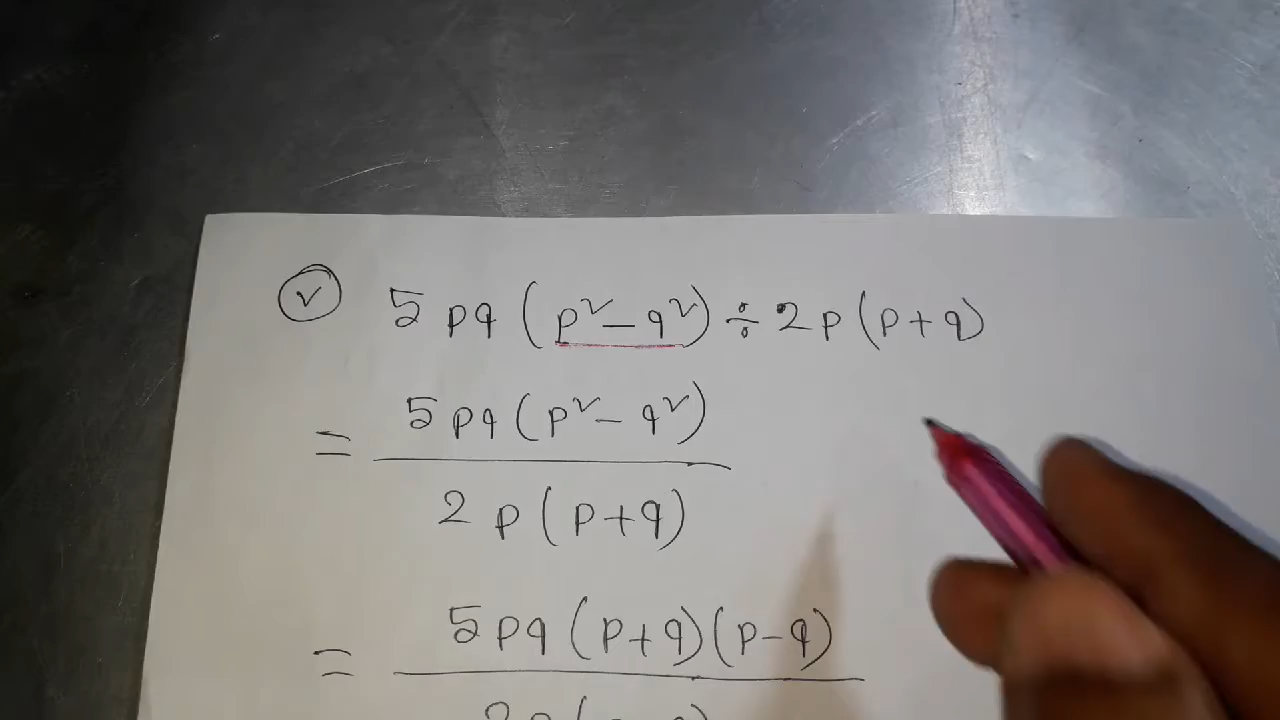 (v) 5pq(p²-q²) ÷ 2p(p+q)
= 5pq(p²-q²)
2p(p+q)
= 5pq(p+q)(p-q)